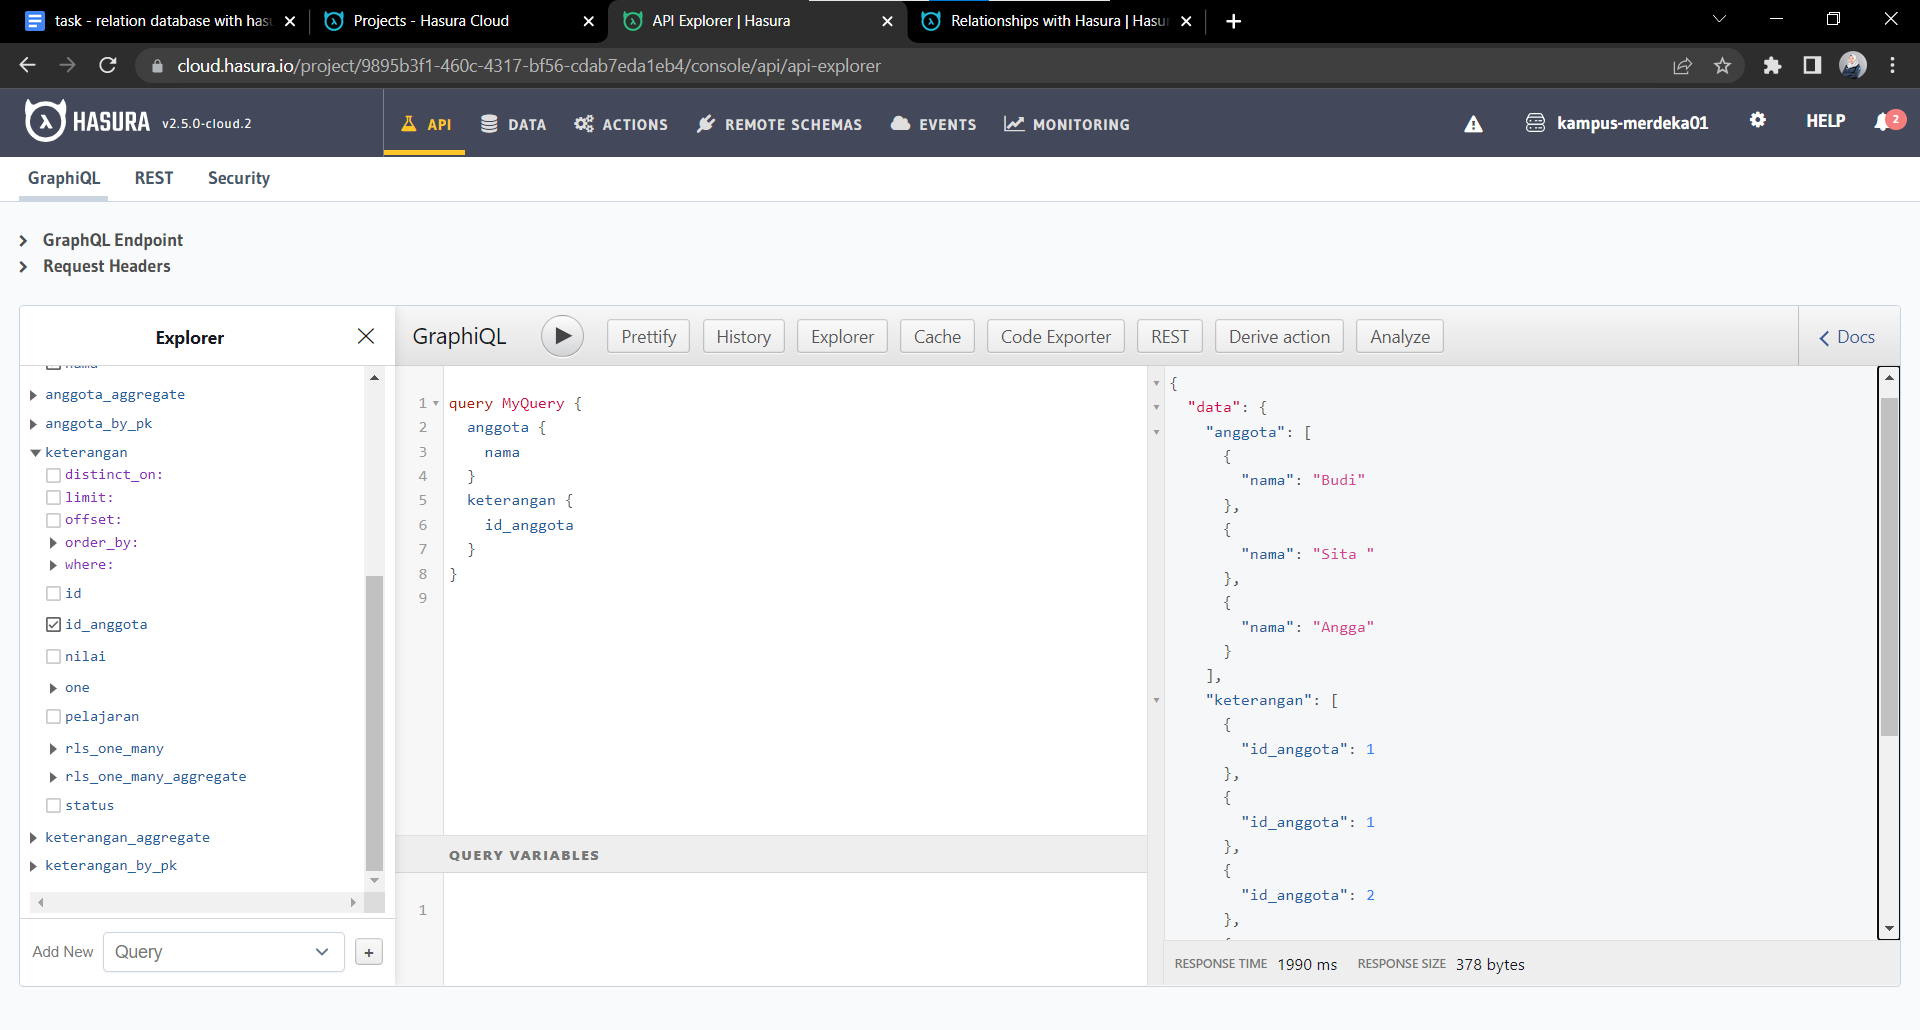 task - relation database with hasu
Projects - Hasura Cloud
API Explorer | Hasura
Relationships with Hasura | Hasur
cloud.hasura.io/project/9895b3f1-460c-4317-bf56-cdab7eda1eb4/console/api/api-explorer
HASURA v2.5.0-cloud.2
API
DATA
ACTIONS
REMOTE SCHEMAS
EVENTS
MONITORING
kampus-merdeka01
HELP
2
GraphiQL
REST
Security
GraphQL Endpoint
Request Headers
Explorer
GraphiQL
Prettify
History
Explorer
Cache
Code Exporter
REST
Derive action
Analyze
Docs
nama
anggota_aggregate
anggota_by_pk
keterangan
distinct_on:
limit:
offset:
order_by:
where:
id
id_anggota
nilai
one
pelajaran
rls_one_many
rls_one_many_aggregate
status
keterangan_aggregate
keterangan_by_pk
Add New
Query
+
1 query MyQuery {
2 anggota {
3 nama
4 }
5 keterangan {
6 id_anggota
7 }
8 }
9
QUERY VARIABLES
1
{
"data": {
"anggota": [
{
"nama": "Budi"
},
{
"nama": "Sita "
},
{
"nama": "Angga"
}
],
"keterangan": [
{
"id_anggota": 1
},
{
"id_anggota": 1
},
{
"id_anggota": 2
},
{
RESPONSE TIME 1990 ms RESPONSE SIZE 378 bytes